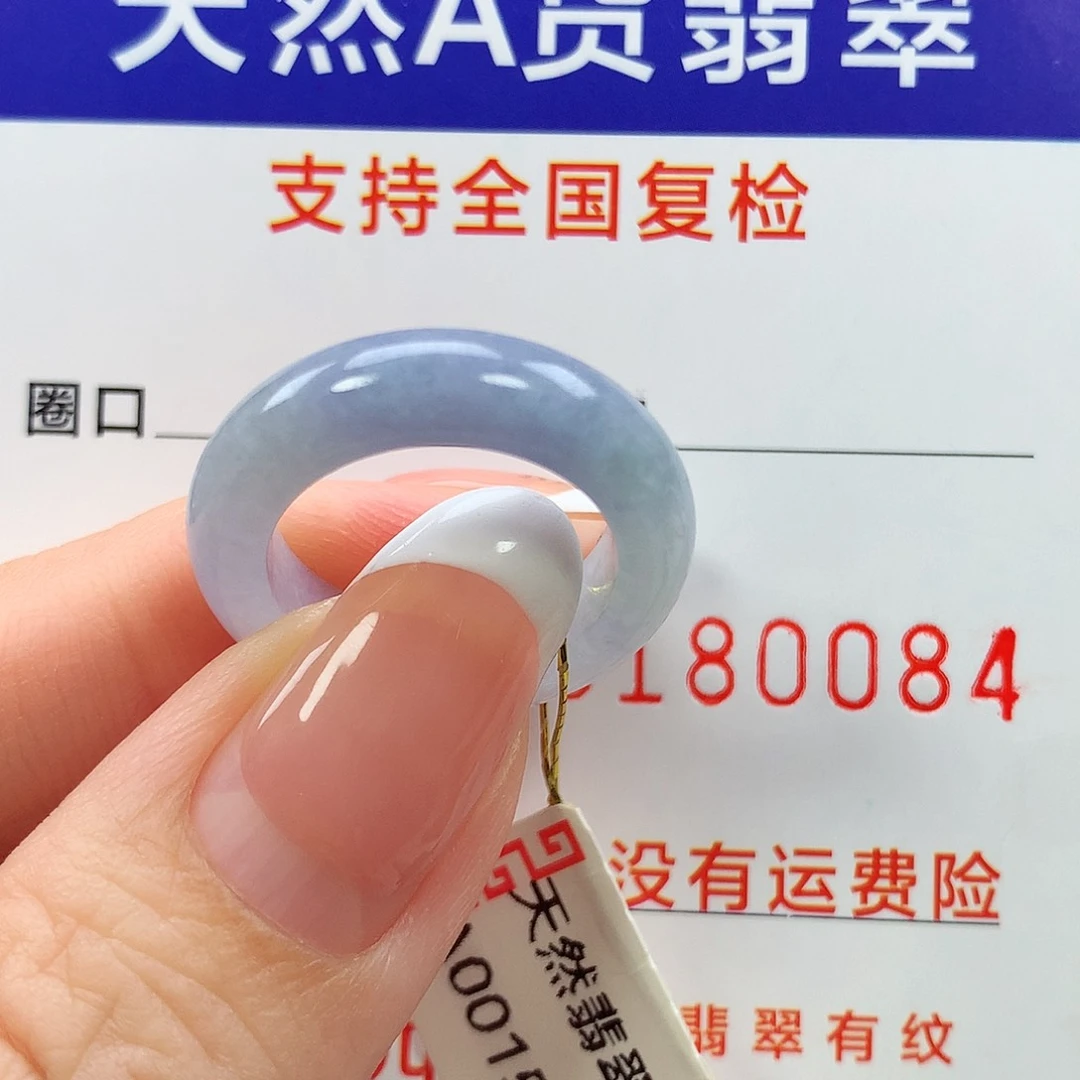 天然A货翡翠
支持全国复检
圈口
180084
没有运费险
天然翡翠
0015
翡翠有纹